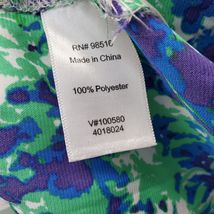 RN# 98516
Made in China
100% Polyester
V#100580
4018024